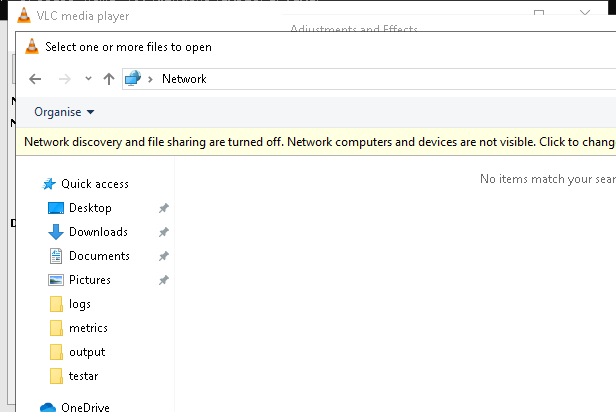 VLC media player
Adjustments and Effects
Select one or more files to open
Network
Organise
Network discovery and file sharing are turned off. Network computers and devices are not visible. Click to chang
No items match your sear
Quick access
Desktop
Downloads
Documents
Pictures
logs
metrics
output
testar
OneDrive